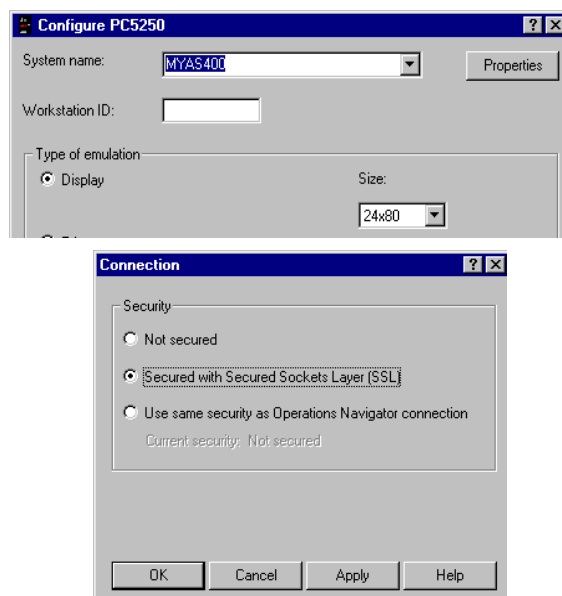 Configure PC5250
System name:
MYAS400
Properties
Workstation ID:
Type of emulation
Display
Size:
24x80
Connection
Security
Not secured
Secured with Secured Sockets Layer (SSL)
Use same security as Operations Navigator connection
Current security: Not secured
OK
Cancel
Apply
Help